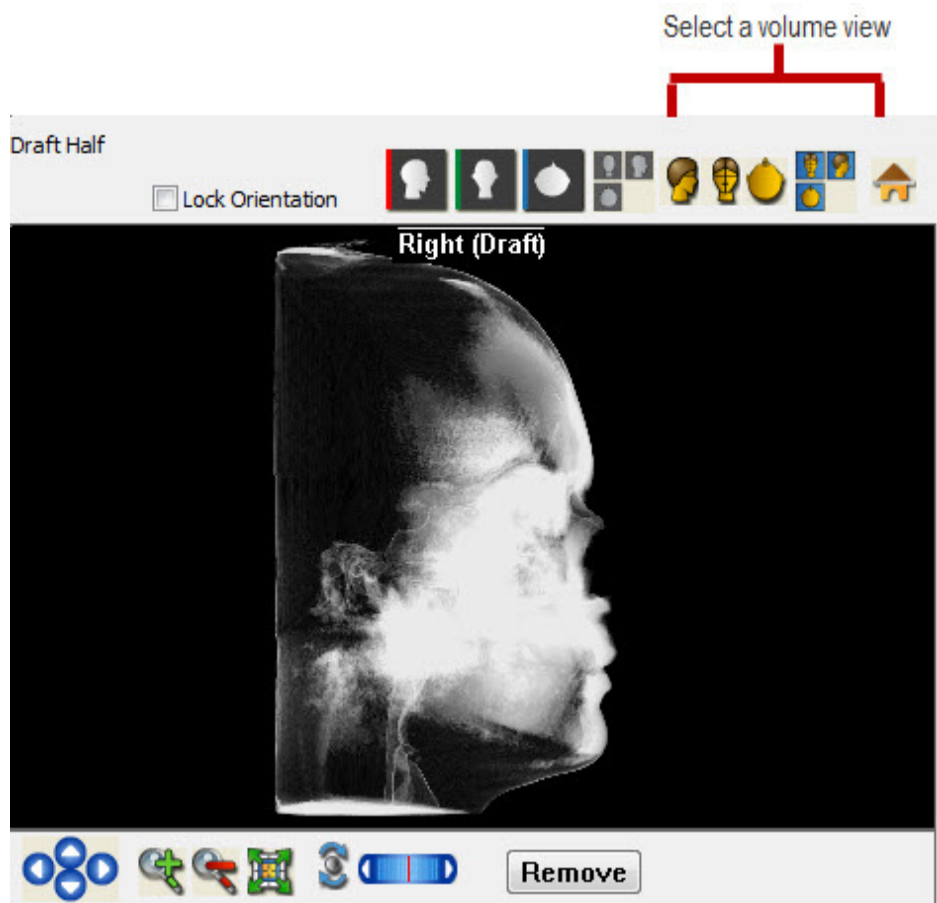 Select a volume view
Draft Half
Lock Orientation
Right (Draft)
Remove